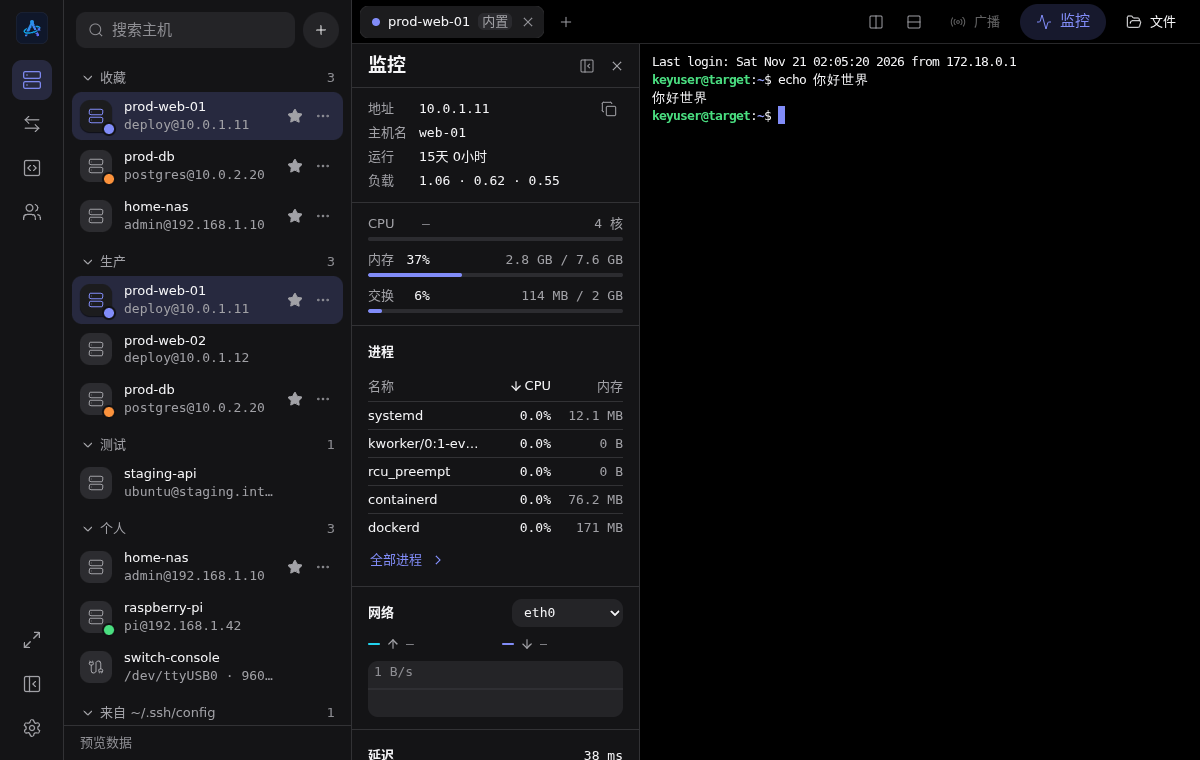 搜索主机
收藏 3
prod-web-01
deploy@10.0.1.11
prod-db
postgres@10.0.2.20
home-nas
admin@192.168.1.10
生产 3
prod-web-01
deploy@10.0.1.11
prod-web-02
deploy@10.0.1.12
prod-db
postgres@10.0.2.20
测试 1
staging-api
ubuntu@staging.int…
个人 3
home-nas
admin@192.168.1.10
raspberry-pi
pi@192.168.1.42
switch-console
/dev/ttyUSB0 · 960…
来自 ~/.ssh/config 1
预览数据
prod-web-01 内置
广播 监控 文件
监控
地址 10.0.1.11
主机名 web-01
运行 15天 0小时
负载 1.06 · 0.62 · 0.55
CPU — 4 核
内存 37% 2.8 GB / 7.6 GB
交换 6% 114 MB / 2 GB
进程
名称 CPU 内存
systemd 0.0% 12.1 MB
kworker/0:1-ev… 0.0% 0 B
rcu_preempt 0.0% 0 B
containerd 0.0% 76.2 MB
dockerd 0.0% 171 MB
全部进程
网络 eth0
— —
1 B/s
延迟 38 ms
Last login: Sat Nov 21 02:05:20 2026 from 172.18.0.1
keyuser@target:~$ echo 你好世界
你好世界
keyuser@target:~$